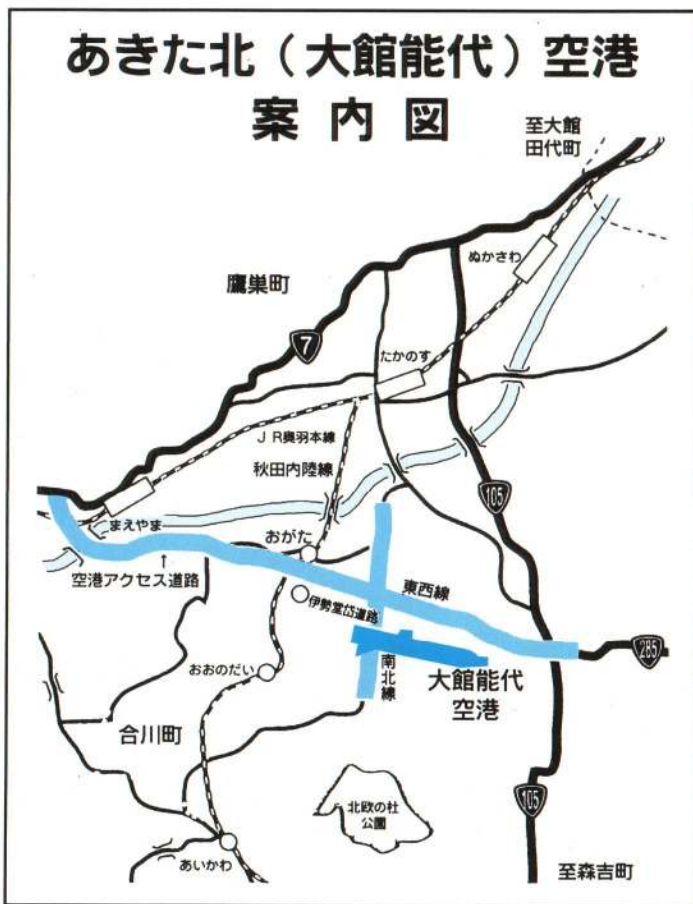 あきた北（大館能代）空港
案内図
至大館
田代町
ぬかさわ
鷹巣町
7
たかのす
JR奥羽本線
秋田内陸線
105
まえやま
おがた
空港アクセス道路
東西線
伊勢堂岱道路
285
おおのだい
南北線
大館能代
空港
合川町
北欧の杜
公園
105
あいかわ
至森吉町